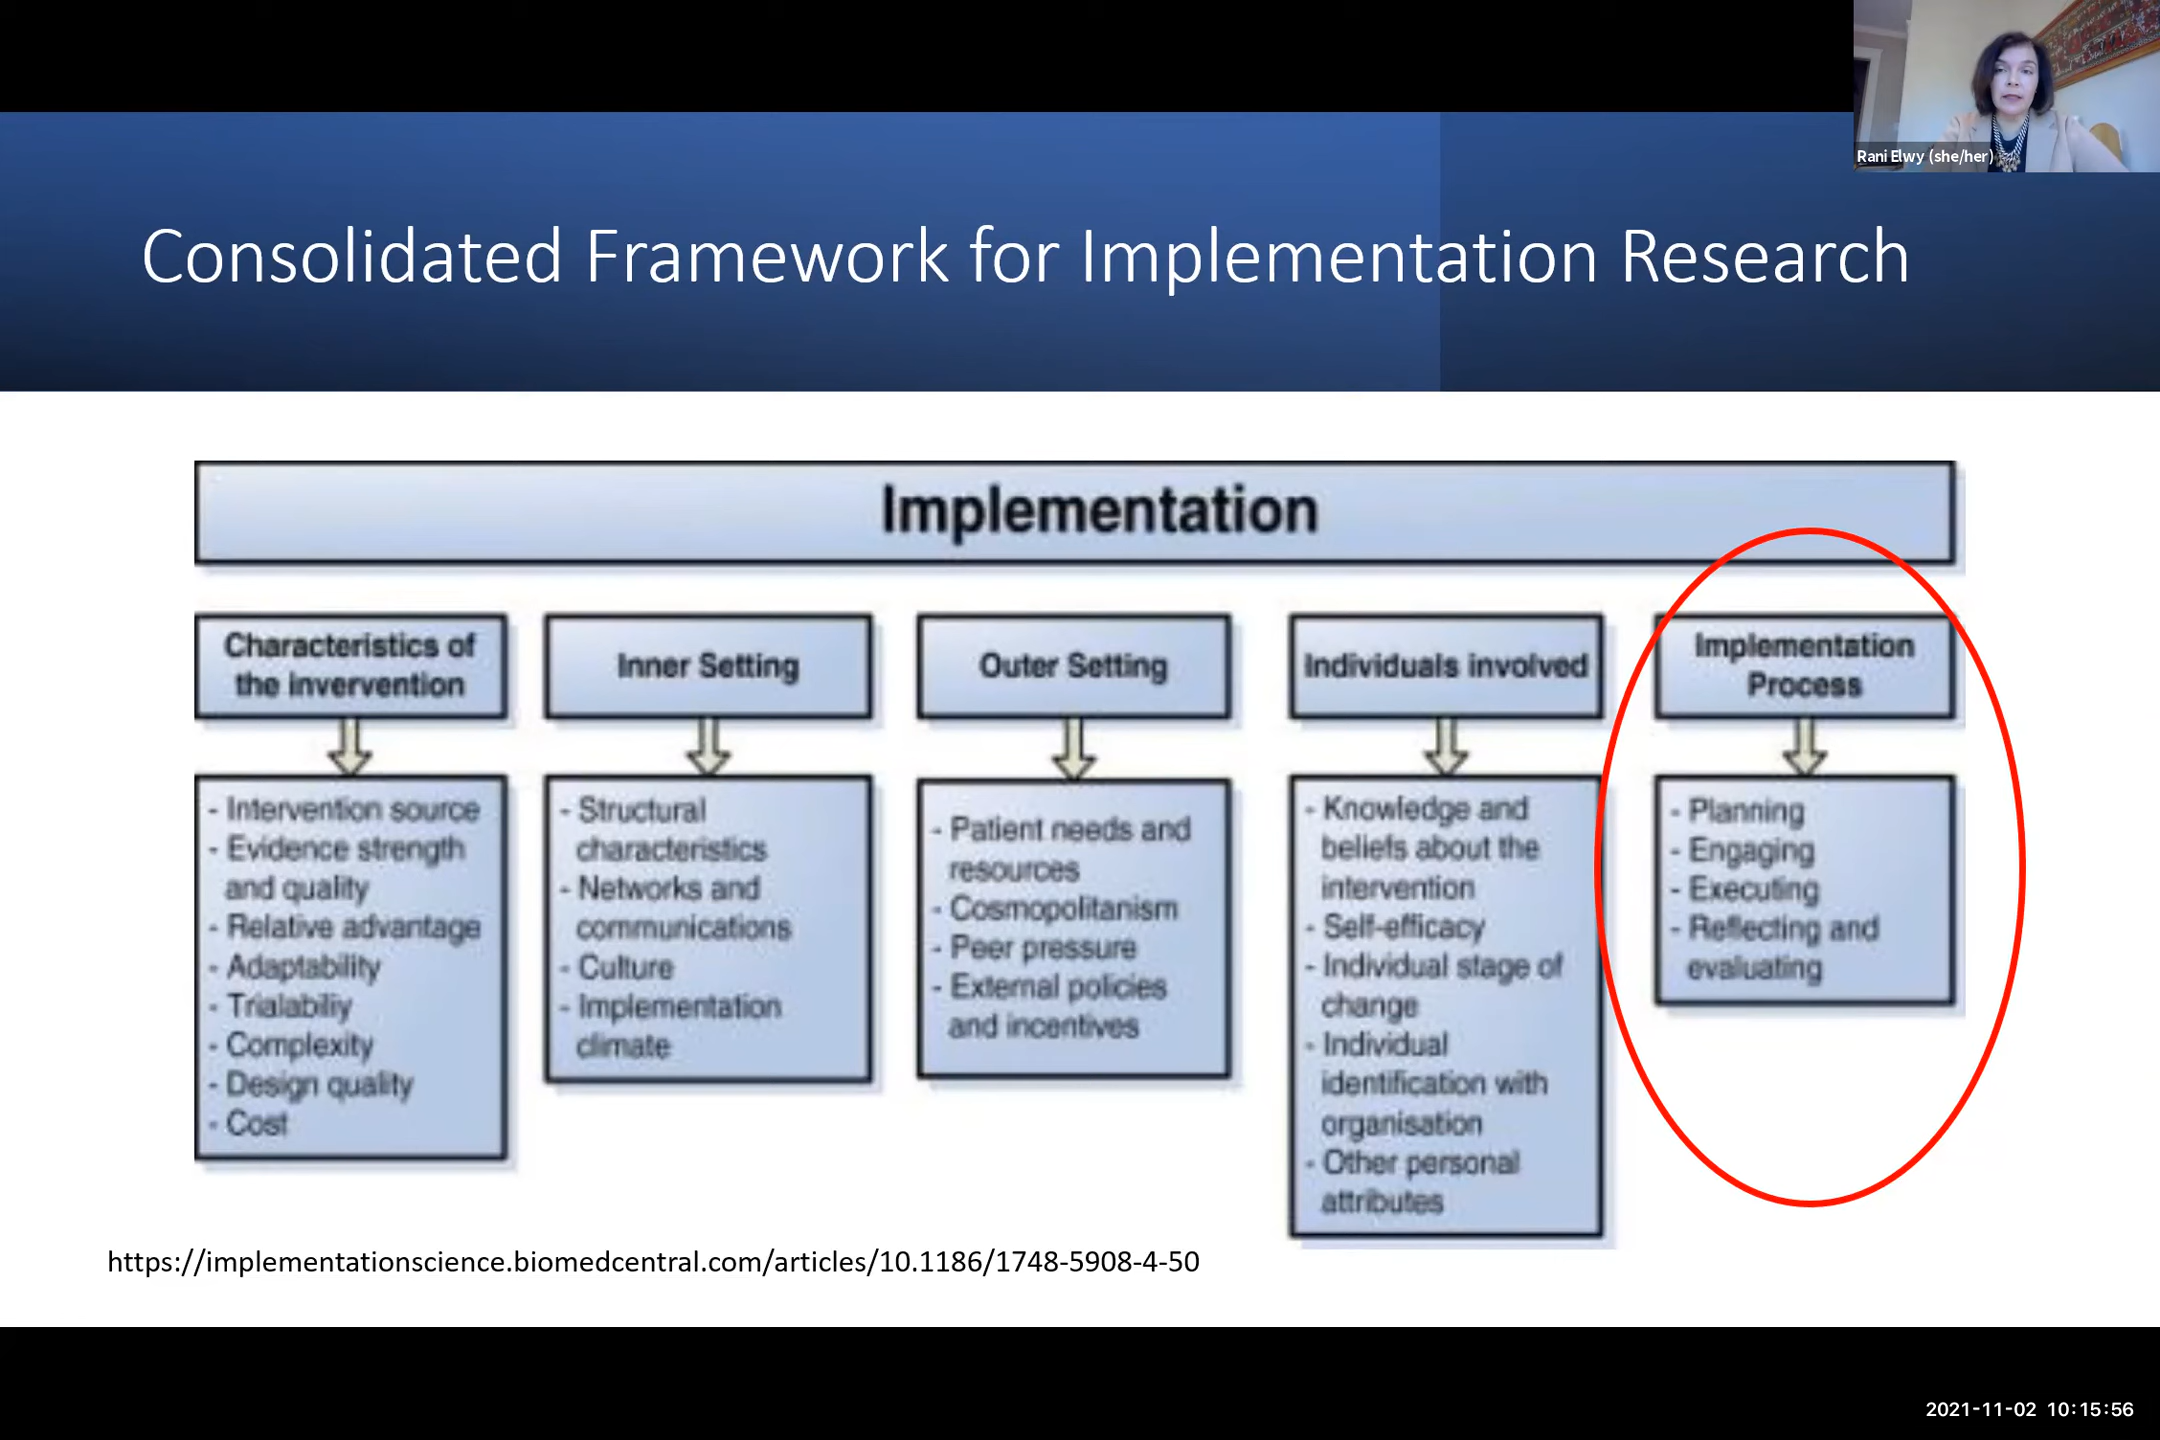 Rani Elwy (she/her)
Consolidated Framework for Implementation Research
Implementation
Characteristics of
the invervention
- Intervention source
- Evidence strength
and quality
- Relative advantage
- Adaptability
- Trialabiliy
- Complexity
- Design quality
- Cost
Inner Setting
- Structural
characteristics
- Networks and
communications
- Culture
- Implementation
climate
Outer Setting
- Patient needs and
resources
- Cosmopolitanism
- Peer pressure
- External policies
and incentives
Individuals involved
- Knowledge and
beliefs about the
intervention
- Self-efficacy
- Individual stage of
change
- Individual
identification with
organisation
- Other personal
attributes
Implementation
Process
- Planning
- Engaging
- Executing
- Reflecting and
evaluating
https://implementationscience.biomedcentral.com/articles/10.1186/1748-5908-4-50
2021-11-02 10:15:56